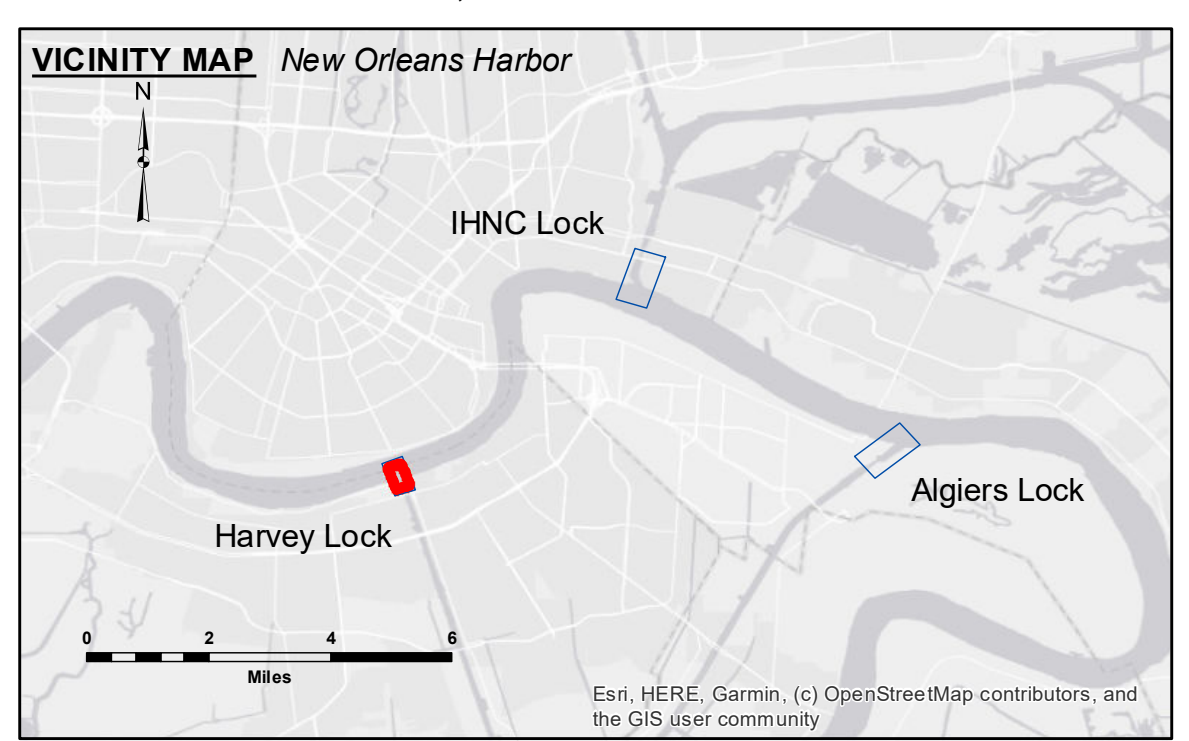 VICINITY MAP New Orleans Harbor
N
IHNC Lock
Algiers Lock
Harvey Lock
0 2 4 6
Miles
Esri, HERE, Garmin, (c) OpenStreetMap contributors, and
the GIS user community